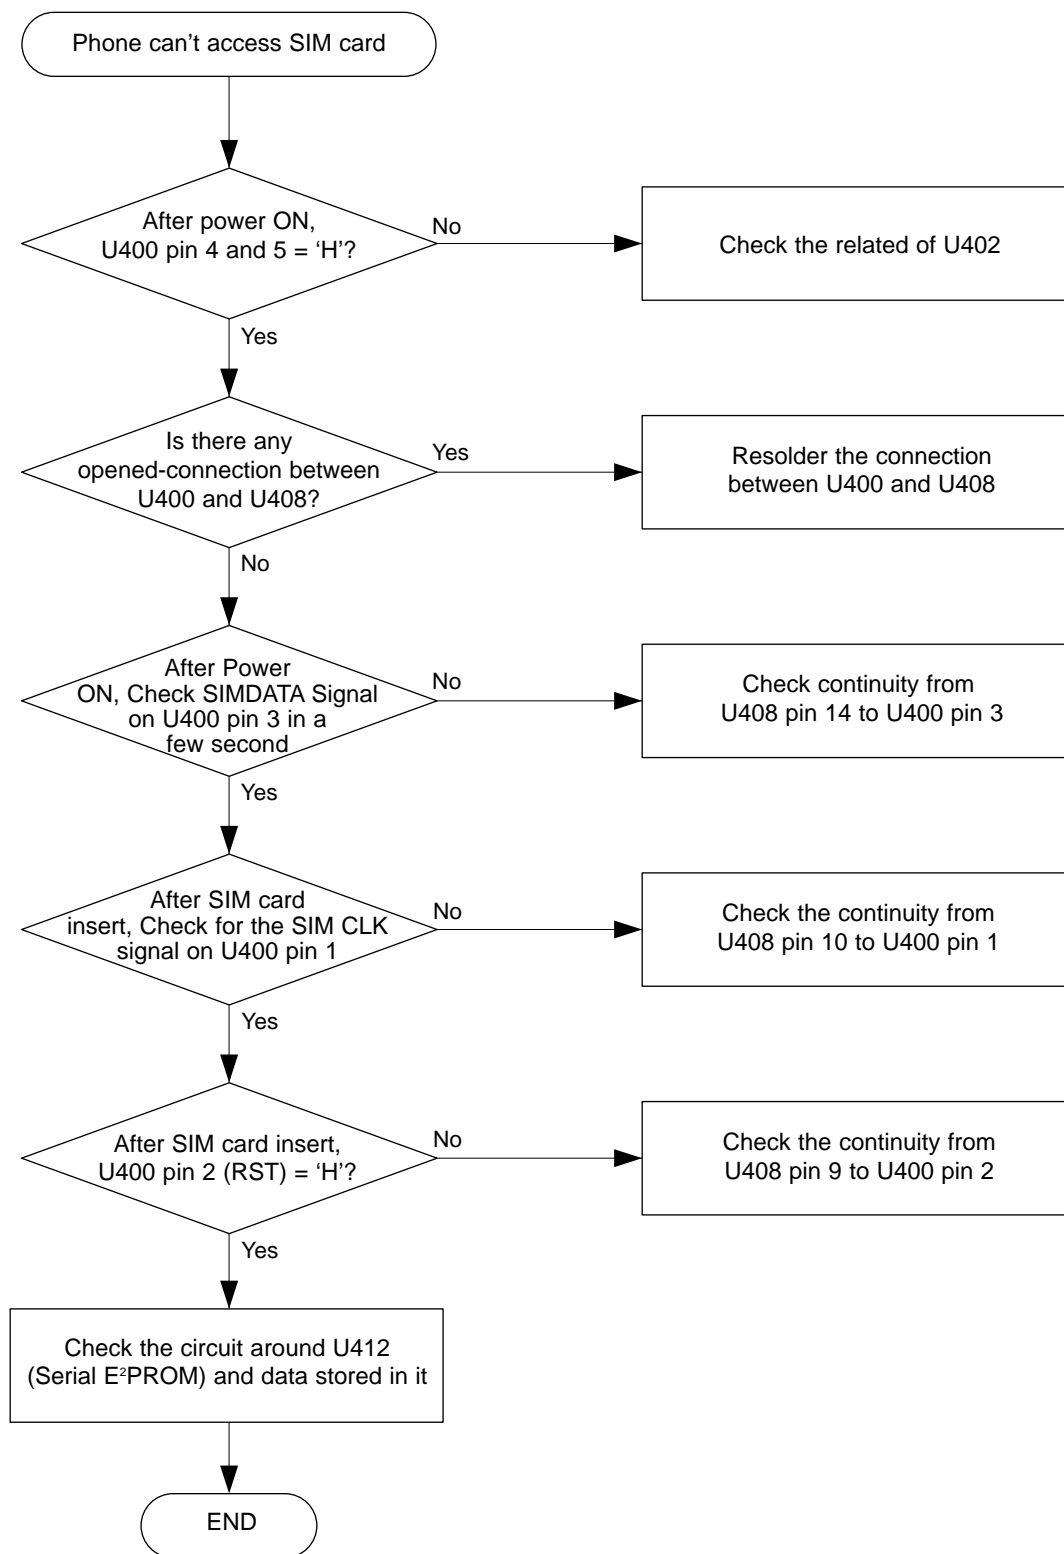 Phone can't access SIM card
After power ON,
U400 pin 4 and 5 = ‘H’?
No
Check the related of U402
Yes
Is there any
opened-connection between
U400 and U408?
Yes
Resolder the connection
between U400 and U408
No
After Power
ON, Check SIMDATA Signal
on U400 pin 3 in a
few second
No
Check continuity from
U408 pin 14 to U400 pin 3
Yes
After SIM card
insert, Check for the SIM CLK
signal on U400 pin 1
No
Check the continuity from
U408 pin 10 to U400 pin 1
Yes
After SIM card insert,
U400 pin 2 (RST) = ‘H’?
No
Check the continuity from
U408 pin 9 to U400 pin 2
Yes
Check the circuit around U412
(Serial E²PROM) and data stored in it
END